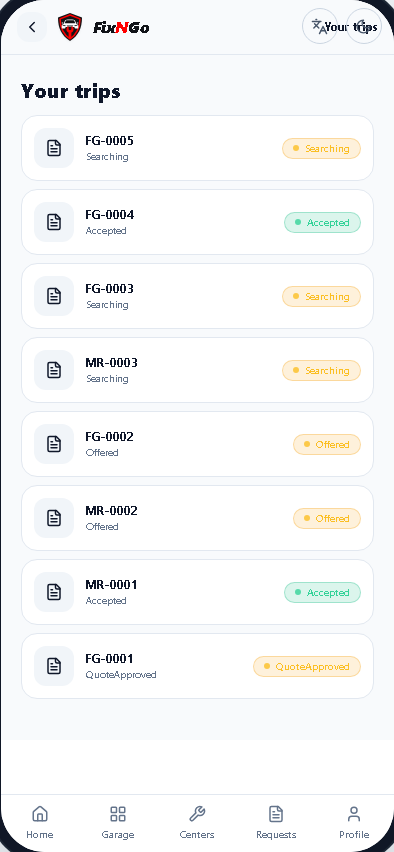 FixNGo
Your trips
Your trips
FG-0005
Searching
Searching
FG-0004
Accepted
Accepted
FG-0003
Searching
Searching
MR-0003
Searching
Searching
FG-0002
Offered
Offered
MR-0002
Offered
Offered
MR-0001
Accepted
Accepted
FG-0001
QuoteApproved
QuoteApproved
Home
Garage
Centers
Requests
Profile